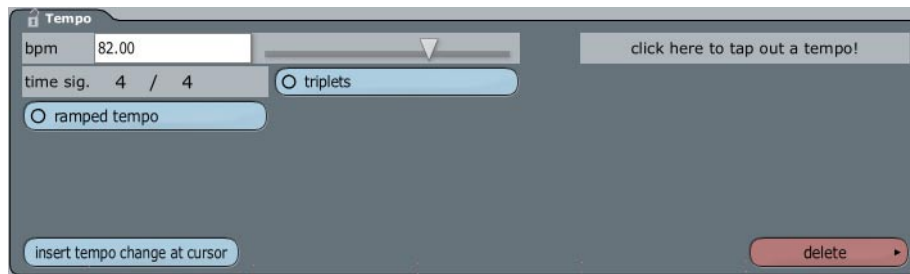 Tempo
bpm 82.00 click here to tap out a tempo!
time sig. 4 / 4 triplets
ramped tempo
insert tempo change at cursor delete